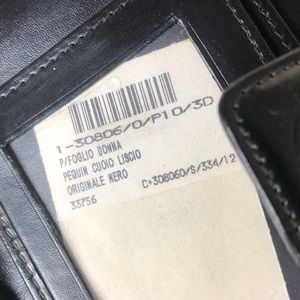 1-30806/0/P10/3D
P/FOGLIO DONNA
PEQUIN CUOIO LISCIO
ORIGINALE NERO
33756
C+308060/S/334/12